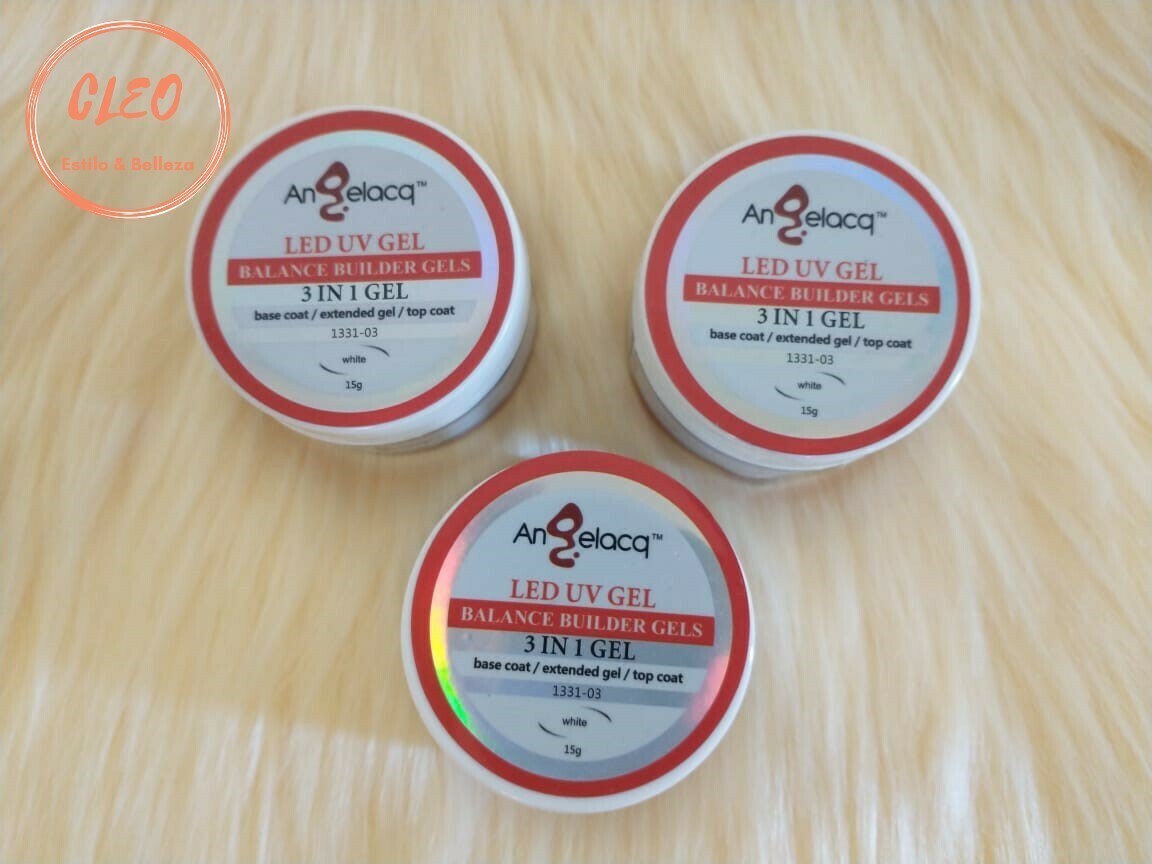 CLEO
Estilo & Belleza
Angelacq™
LED UV GEL
BALANCE BUILDER GELS
3 IN 1 GEL
base coat / extended gel / top coat
1331-03
white
15g
Angelacq™
LED UV GEL
BALANCE BUILDER GELS
3 IN 1 GEL
base coat / extended gel / top coat
1331-03
white
15g
Angelacq™
LED UV GEL
BALANCE BUILDER GELS
3 IN 1 GEL
base coat / extended gel / top coat
1331-03
white
15g